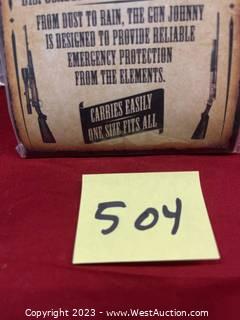 FROM DUST TO RAIN, THE GUN JOHNNY
IS DESIGNED TO PROVIDE RELIABLE
EMERGENCY PROTECTION
FROM THE ELEMENTS.
CARRIES EASILY
ONE SIZE FITS ALL
504
Copyright 2023 - www.WestAuction.com